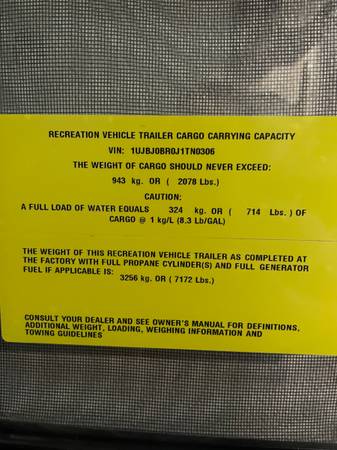 RECREATION VEHICLE TRAILER CARGO CARRYING CAPACITY
VIN: 1UJBJ0BR0J1TN0306
THE WEIGHT OF CARGO SHOULD NEVER EXCEED:
943 kg. OR ( 2078 Lbs.)
CAUTION:
A FULL LOAD OF WATER EQUALS 324 kg. OR ( 714 Lbs. ) OF
CARGO @ 1 kg/L (8.3 Lb/GAL)
THE WEIGHT OF THIS RECREATION VEHICLE TRAILER AS COMPLETED AT
THE FACTORY WITH FULL PROPANE CYLINDER(S) AND FULL GENERATOR
FUEL IF APPLICABLE IS:
3256 kg. OR ( 7172 Lbs.)
CONSULT YOUR DEALER AND SEE OWNER'S MANUAL FOR DEFINITIONS,
ADDITIONAL WEIGHT, LOADING, WEIGHING INFORMATION AND
TOWING GUIDELINES